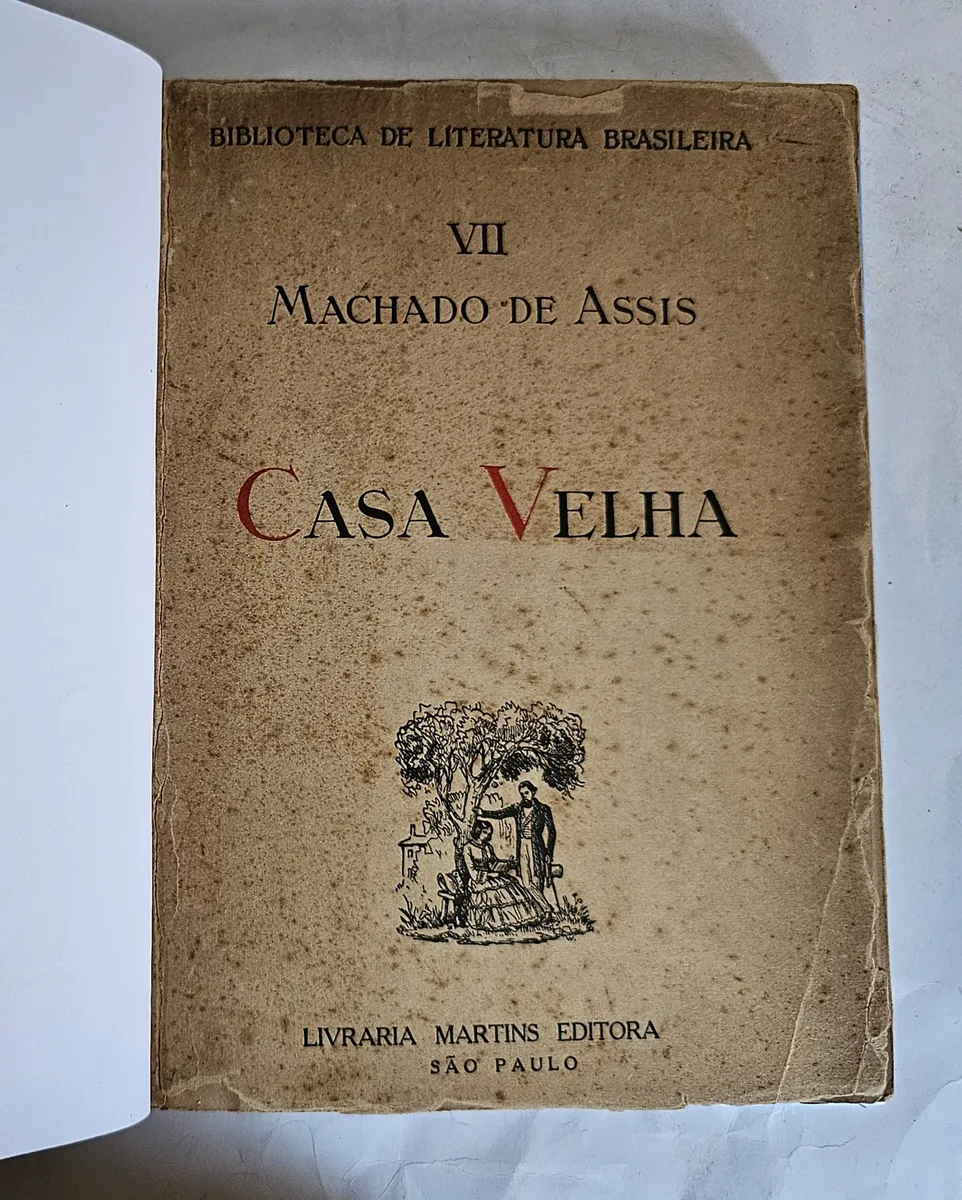 BIBLIOTECA DE LITERATURA BRASILEIRA
VII
MACHADO DE ASSIS
CASA VELHA
LIVRARIA MARTINS EDITORA
SÃO PAULO